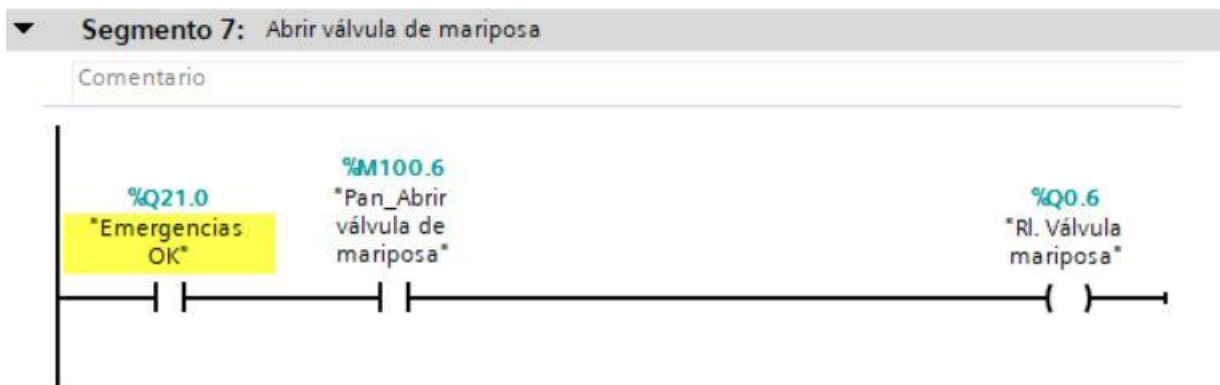 Segmento 7: Abrir válvula de mariposa
Comentario
%Q21.0
"Emergencias
OK"
%M100.6
"Pan_Abrir
válvula de
mariposa"
%Q0.6
"Rl. Válvula
mariposa"